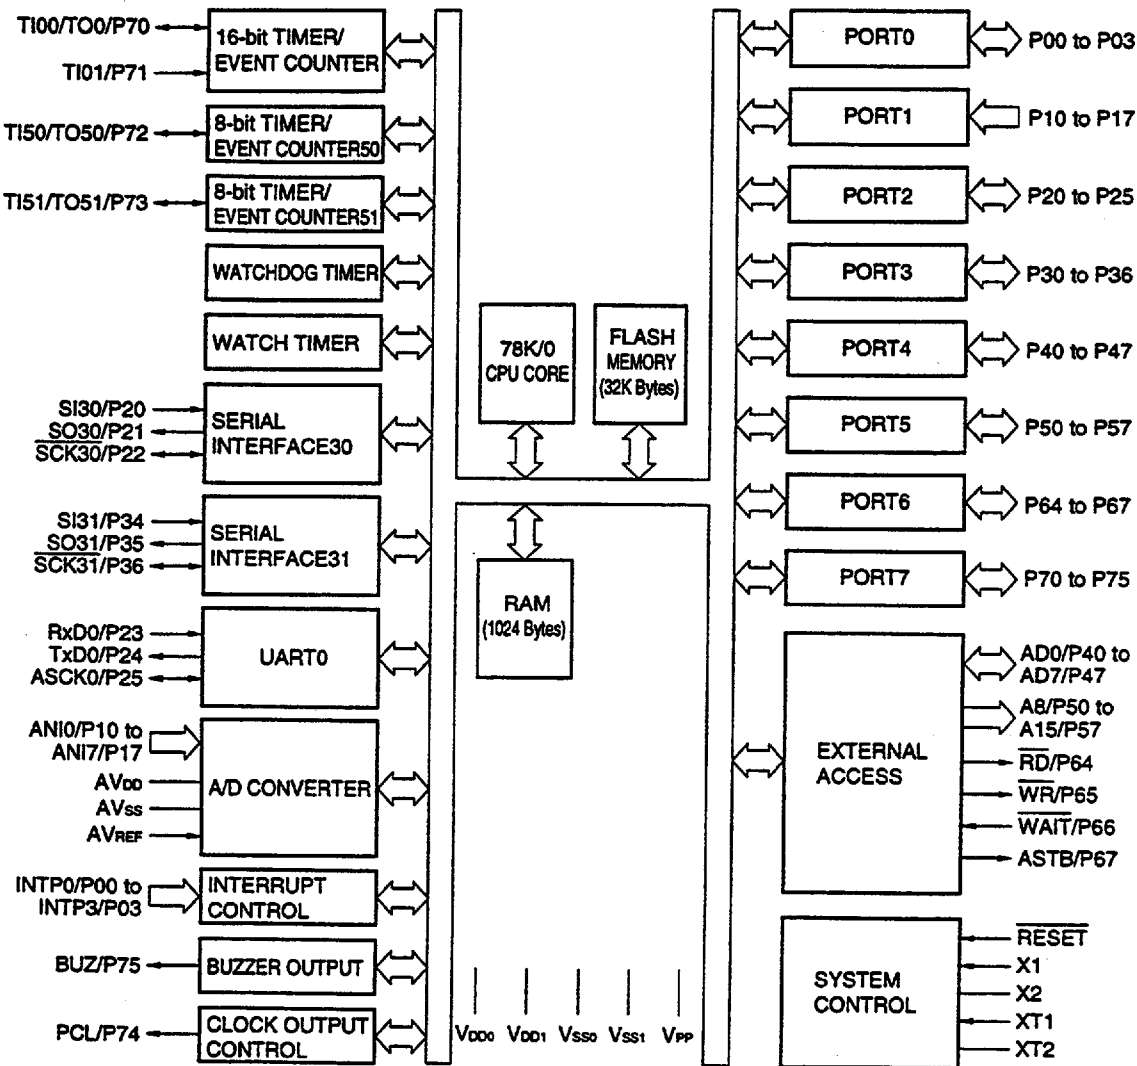 TI00/TO0/P70
TI01/P71
16-bit TIMER/
EVENT COUNTER
TI50/TO50/P72
8-bit TIMER/
EVENT COUNTER50
TI51/TO51/P73
8-bit TIMER/
EVENT COUNTER51
WATCHDOG TIMER
WATCH TIMER
SI30/P20
SO30/P21
S̅C̅K̅3̅0̅/P22
SERIAL
INTERFACE30
SI31/P34
SO31/P35
S̅C̅K̅3̅1̅/P36
SERIAL
INTERFACE31
RxD0/P23
TxD0/P24
ASCK0/P25
UART0
ANI0/P10 to
ANI7/P17
AVDD
AVSS
AVREF
A/D CONVERTER
INTP0/P00 to
INTP3/P03
INTERRUPT
CONTROL
BUZ/P75
BUZZER OUTPUT
PCL/P74
CLOCK OUTPUT
CONTROL
78K/0
CPU CORE
FLASH
MEMORY
(32K Bytes)
RAM
(1024 Bytes)
VDD0 VDD1 VSS0 VSS1 VPP
PORT0
P00 to P03
PORT1
P10 to P17
PORT2
P20 to P25
PORT3
P30 to P36
PORT4
P40 to P47
PORT5
P50 to P57
PORT6
P64 to P67
PORT7
P70 to P75
EXTERNAL
ACCESS
AD0/P40 to
AD7/P47
A8/P50 to
A15/P57
R̅D̅/P64
W̅R̅/P65
W̅A̅I̅T̅/P66
ASTB/P67
SYSTEM
CONTROL
R̅E̅S̅E̅T̅
X1
X2
XT1
XT2